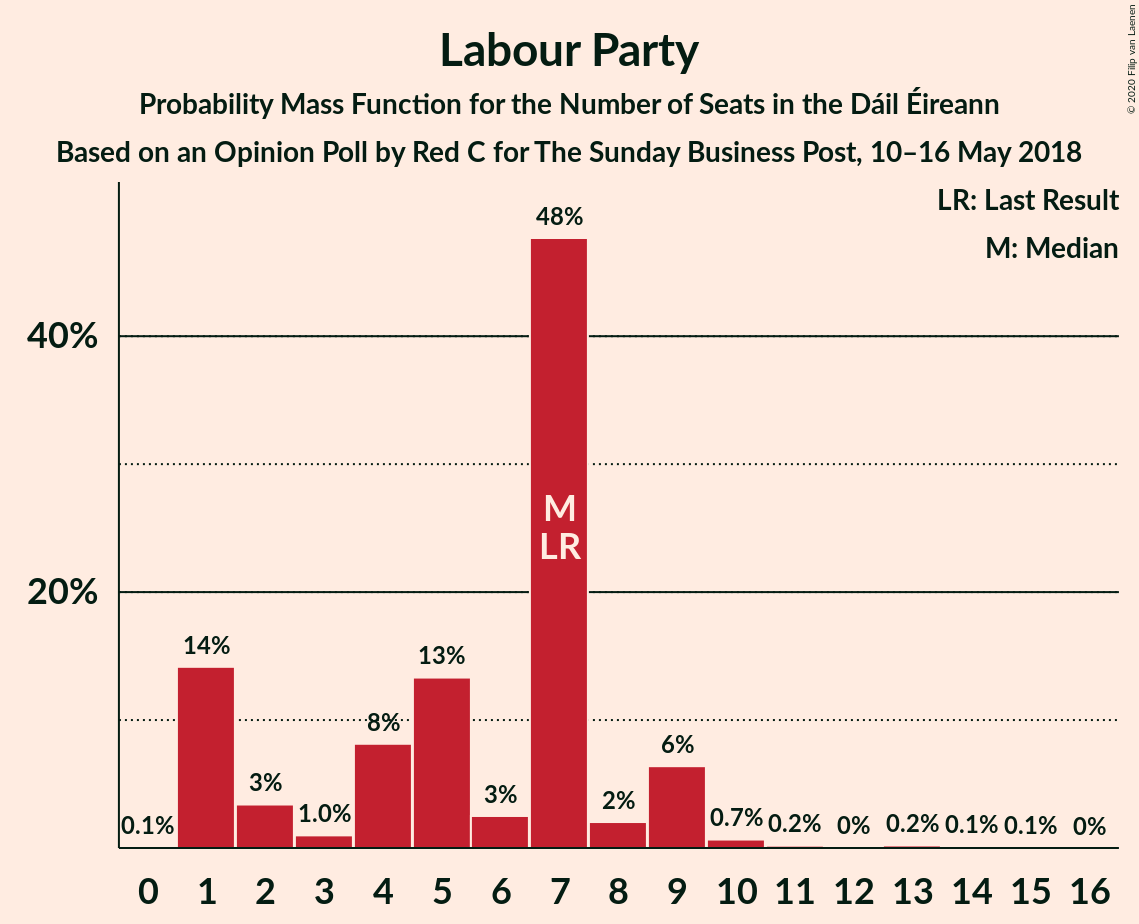 Labour Party
Probability Mass Function for the Number of Seats in the Dáil Éireann
Based on an Opinion Poll by Red C for The Sunday Business Post, 10–16 May 2018
© 2020 Filip van Laenen
LR: Last Result
M: Median
40%
20%
0.1%
14%
3%
1.0%
8%
13%
3%
48%
M
LR
2%
6%
0.7%
0.2%
0%
0.2%
0.1%
0.1%
0%
0 1 2 3 4 5 6 7 8 9 10 11 12 13 14 15 16